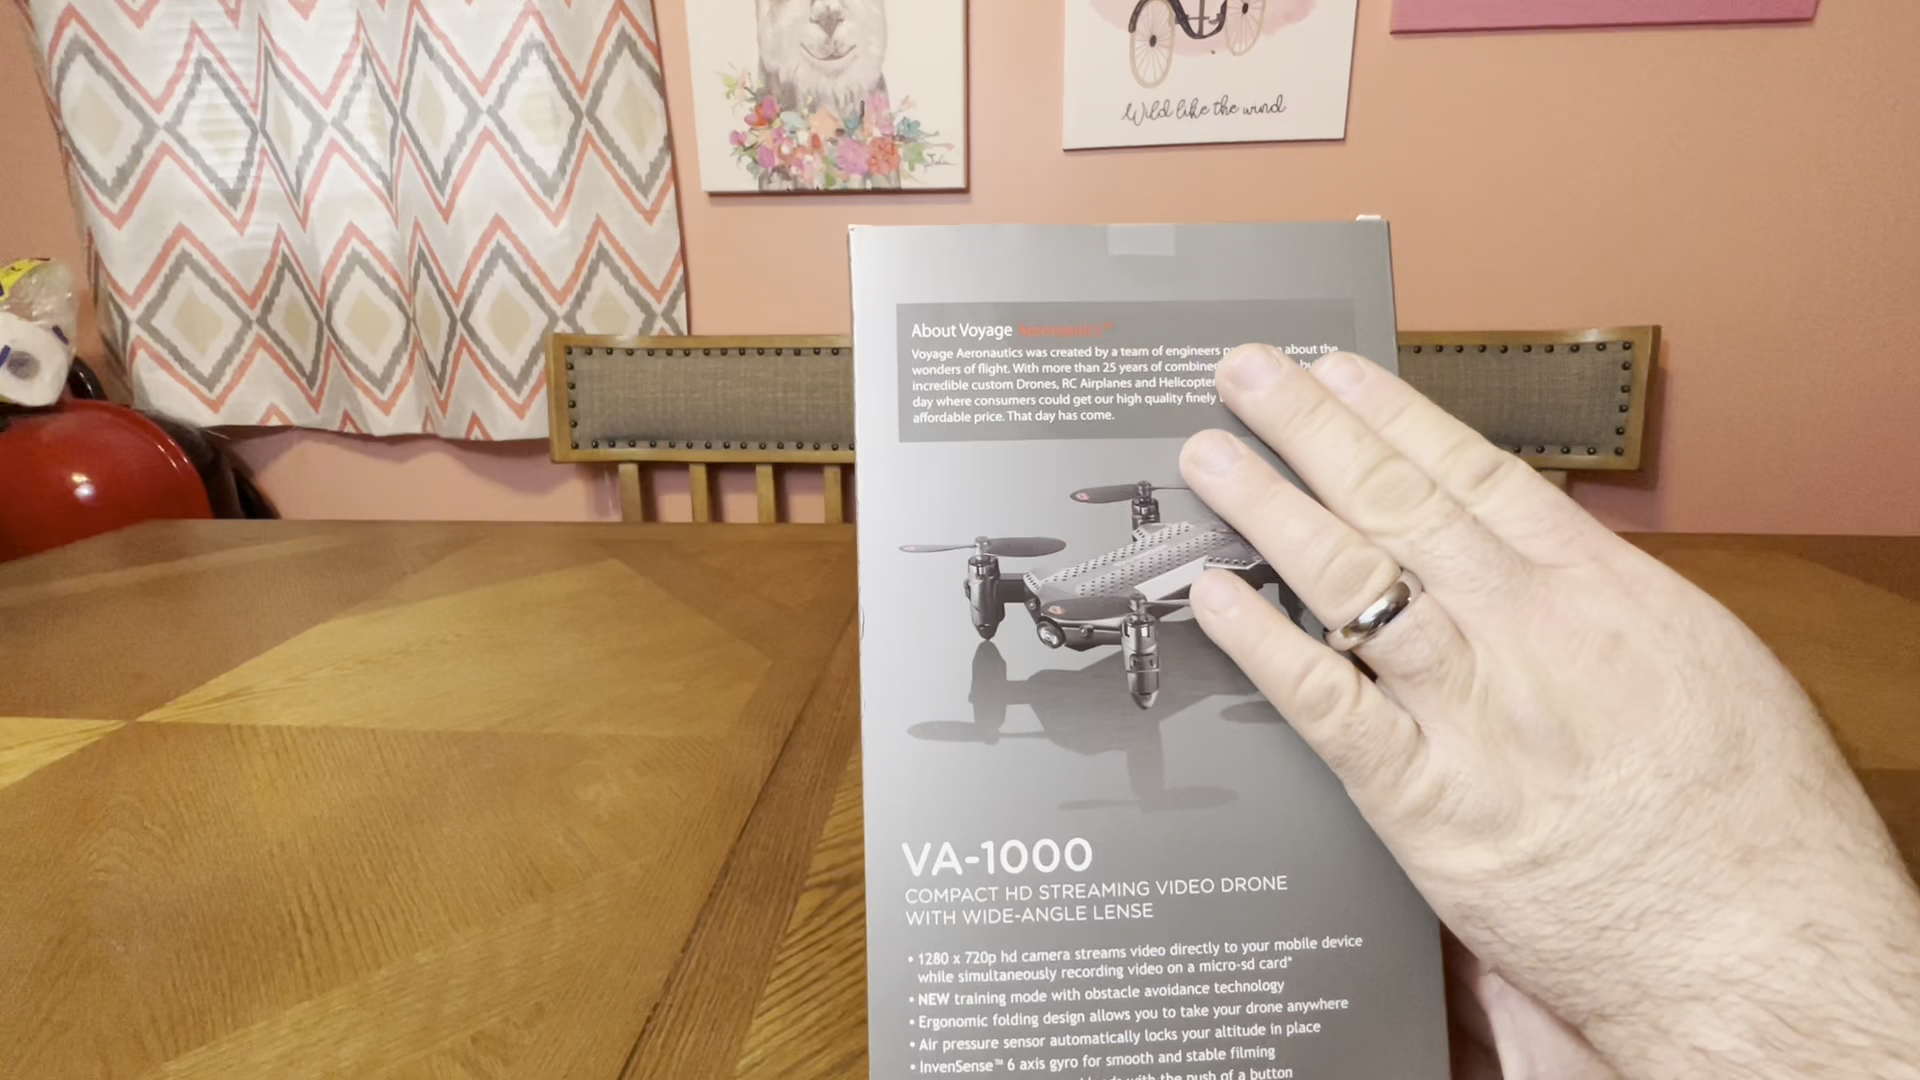 Wild like the wind
About Voyage Aeronautics™
Voyage Aeronautics was created by a team of engineers about the
wonders of flight. With more than 25 years of combined
incredible custom Drones, RC Airplanes and Helicopter
day where consumers could get our high quality finely
affordable price. That day has come.
VA-1000
COMPACT HD STREAMING VIDEO DRONE
WITH WIDE-ANGLE LENSE
• 1280 x 720p hd camera streams video directly to your mobile device
while simultaneously recording video on a micro-sd card*
• NEW training mode with obstacle avoidance technology
• Ergonomic folding design allows you to take your drone anywhere
• Air pressure sensor automatically locks your altitude in place
• InvenSense™ 6 axis gyro for smooth and stable filming
with the push of a button